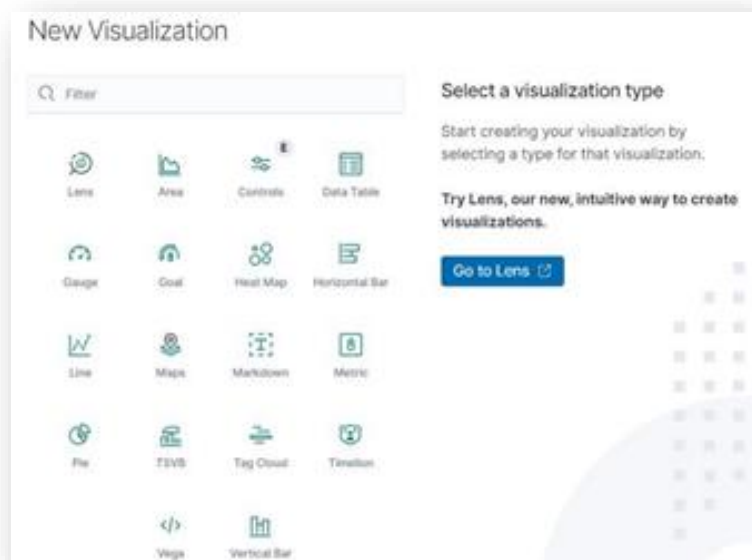 New Visualization
Filter
Select a visualization type
Start creating your visualization by
selecting a type for that visualization.
Try Lens, our new, intuitive way to create
visualizations.
Go to Lens
E
Lens Area Controls Data Table
Gauge Goal Heat Map Horizontal Bar
Line Maps Markdown Metric
8
Pie TSVB Tag Cloud Timelion
Vega Vertical Bar